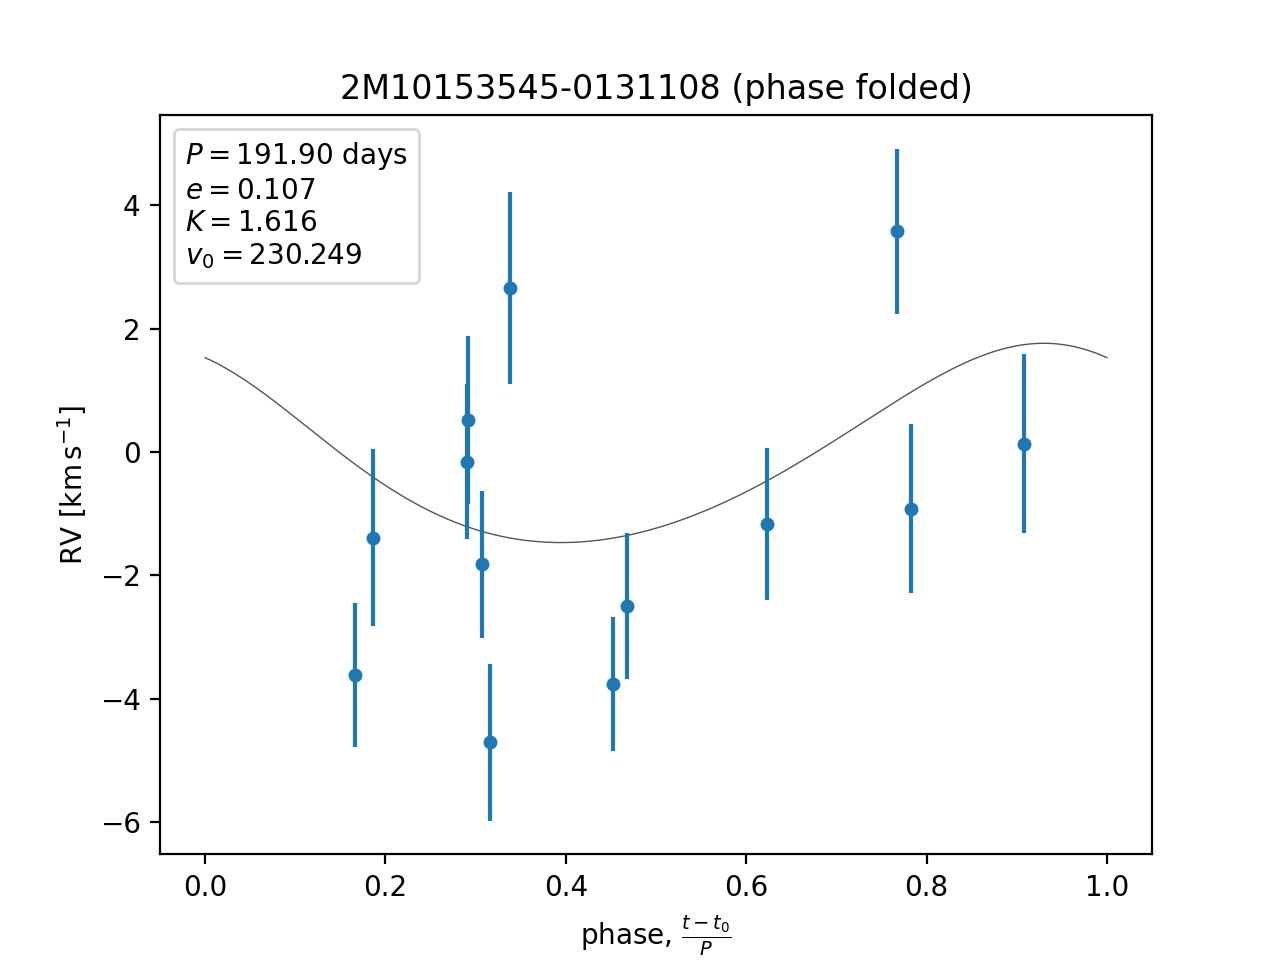 2M10153545-0131108 (phase folded)
P = 191.90 days
e = 0.107
K = 1.616
v₀ = 230.249
4
2
0
−2
−4
−6
RV [km s⁻¹]
0.0 0.2 0.4 0.6 0.8 1.0
phase, (t − t₀)/P